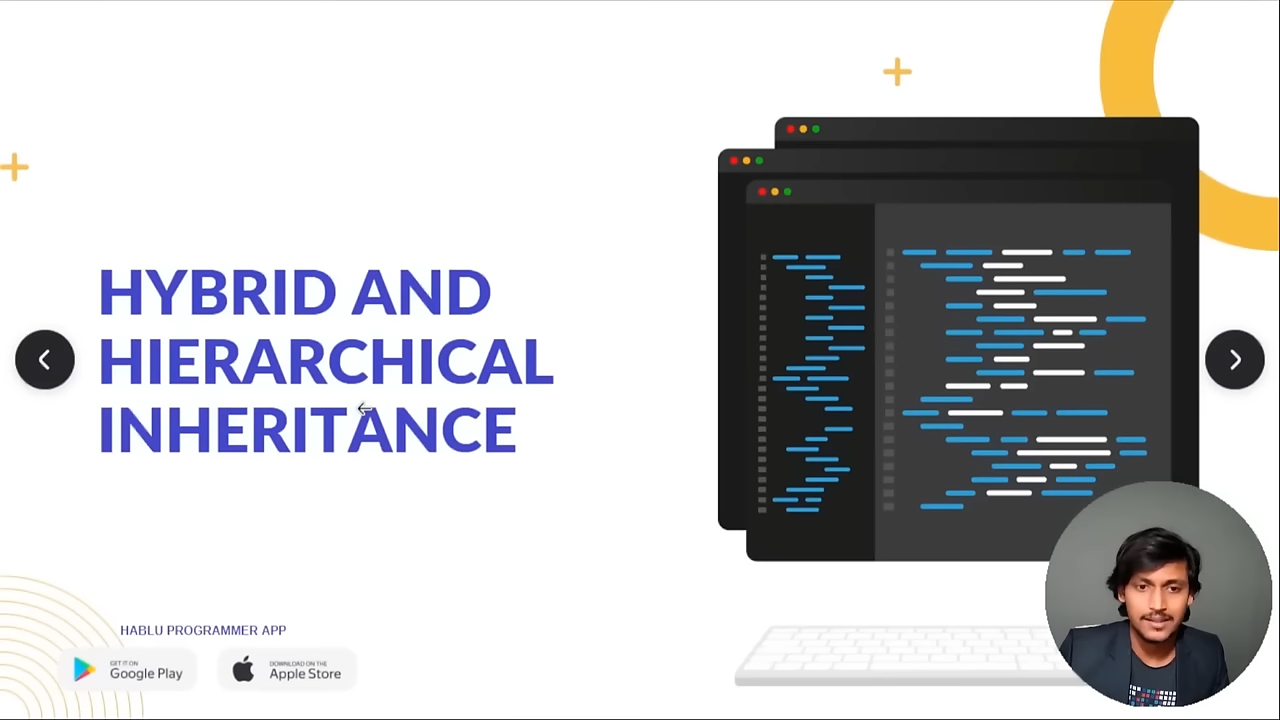 HYBRID AND
HIERARCHICAL
INHERITANCE
HABLU PROGRAMMER APP
GET IT ON
Google Play
DOWNLOAD ON THE
Apple Store